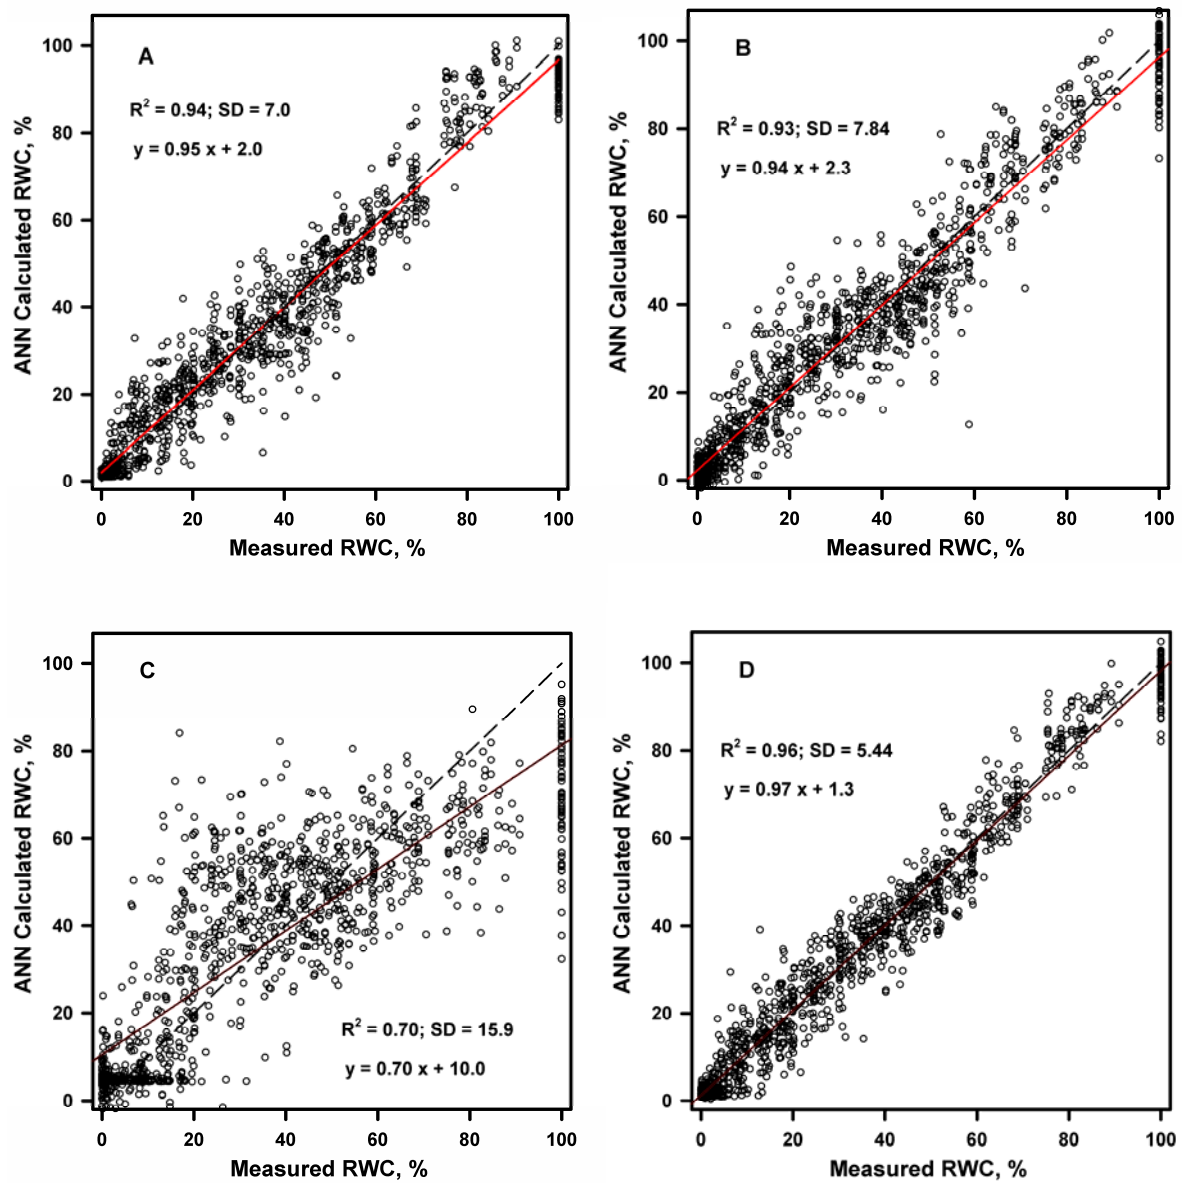 A
R² = 0.94; SD = 7.0
y = 0.95 x + 2.0
ANN Calculated RWC, %
100
80
60
40
20
0
0 20 40 60 80 100
Measured RWC, %
B
R² = 0.93; SD = 7.84
y = 0.94 x + 2.3
ANN Calculated RWC, %
100
80
60
40
20
0
0 20 40 60 80 100
Measured RWC, %
C
R² = 0.70; SD = 15.9
y = 0.70 x + 10.0
ANN Calculated RWC, %
100
80
60
40
20
0
0 20 40 60 80 100
Measured RWC, %
D
R² = 0.96; SD = 5.44
y = 0.97 x + 1.3
ANN Calculated RWC, %
100
80
60
40
20
0
0 20 40 60 80 100
Measured RWC, %